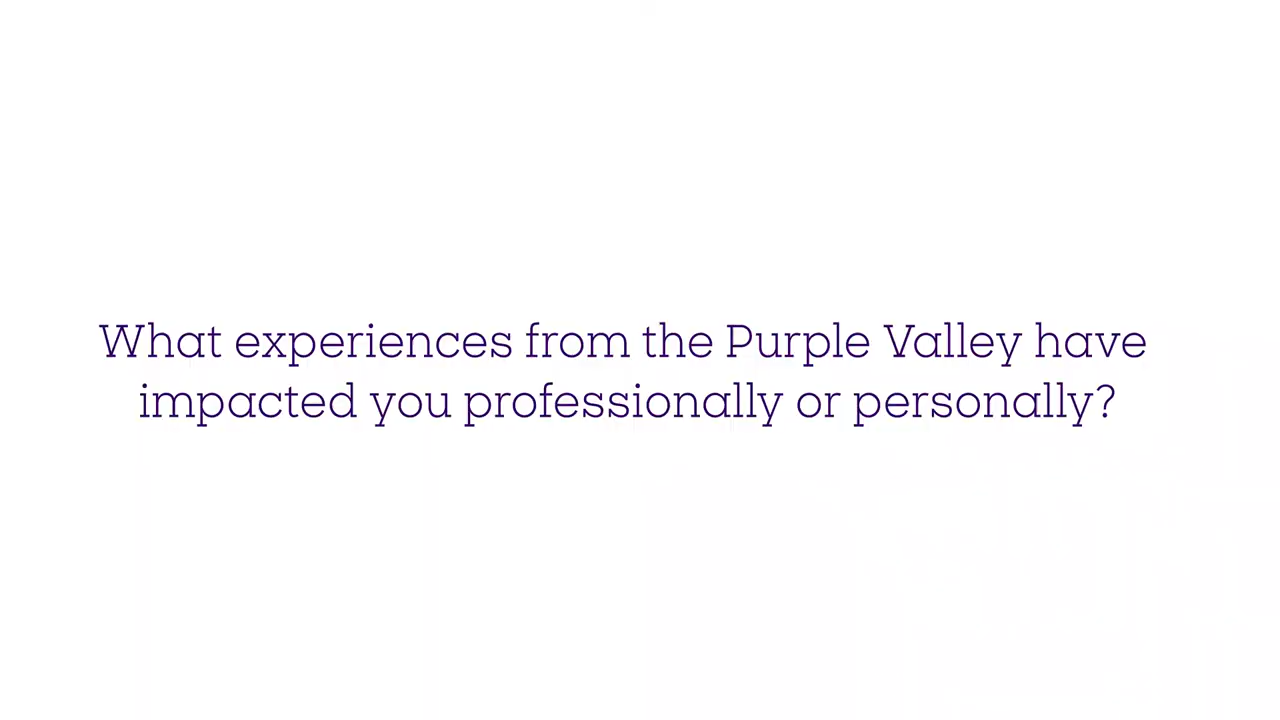 What experiences from the Purple Valley have
impacted you professionally or personally?